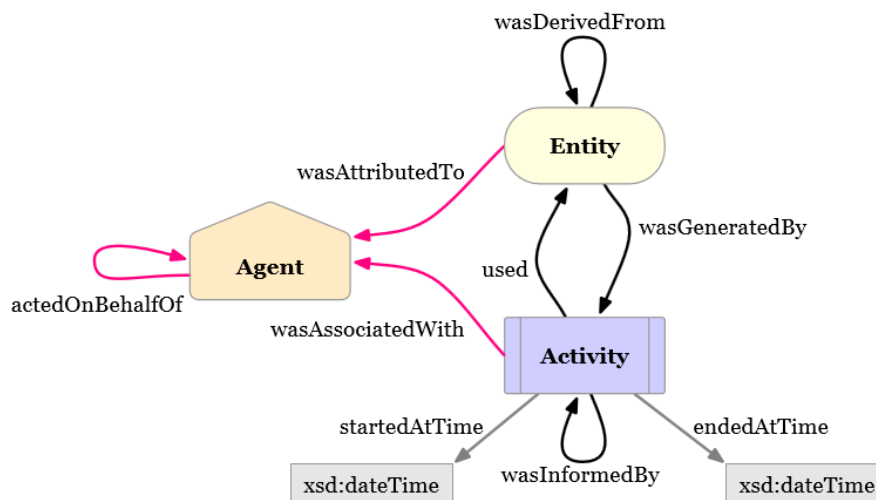 wasDerivedFrom
Entity
wasAttributedTo
wasGeneratedBy
Agent
used
actedOnBehalfOf
wasAssociatedWith
Activity
startedAtTime
endedAtTime
wasInformedBy
xsd:dateTime
xsd:dateTime